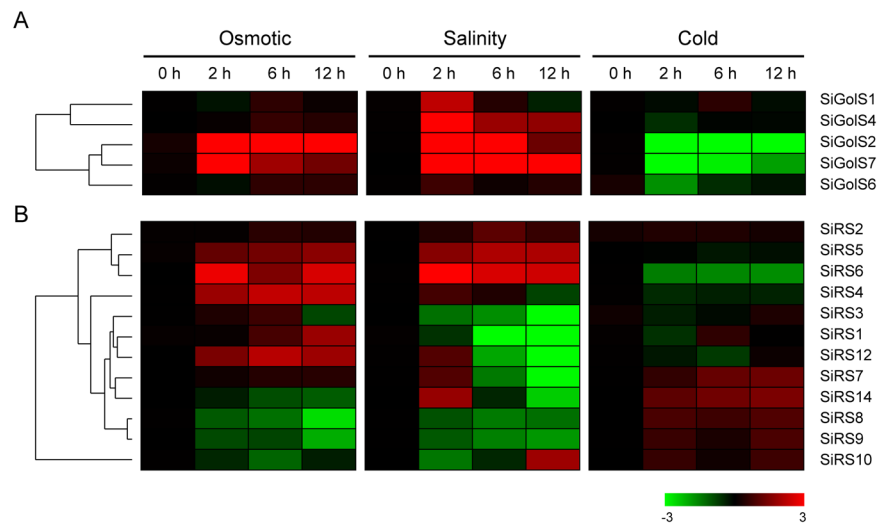 A
Osmotic Salinity Cold
0 h 2 h 6 h 12 h 0 h 2 h 6 h 12 h 0 h 2 h 6 h 12 h
SiGolS1
SiGolS4
SiGolS2
SiGolS7
SiGolS6
B
SiRS2
SiRS5
SiRS6
SiRS4
SiRS3
SiRS1
SiRS12
SiRS7
SiRS14
SiRS8
SiRS9
SiRS10
-3 3